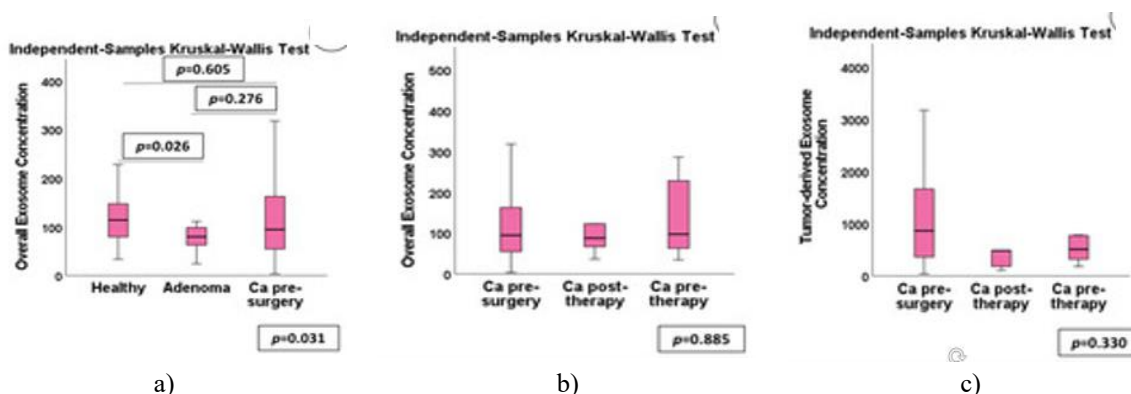 Independent-Samples Kruskal-Wallis Test
p=0.605
p=0.276
p=0.026
Overall Exosome Concentration
400
300
200
100
0
Healthy Adenoma Ca pre-
surgery
p=0.031
a)
Independent-Samples Kruskal-Wallis Test
Overall Exosome Concentration
500
400
300
200
100
0
Ca pre- Ca post- Ca pre-
surgery therapy therapy
p=0.885
b)
Independent-Samples Kruskal-Wallis Test
Tumor-derived Exosome
Concentration
4000
3000
2000
1000
0
Ca pre- Ca post- Ca pre-
surgery therapy therapy
p=0.330
c)